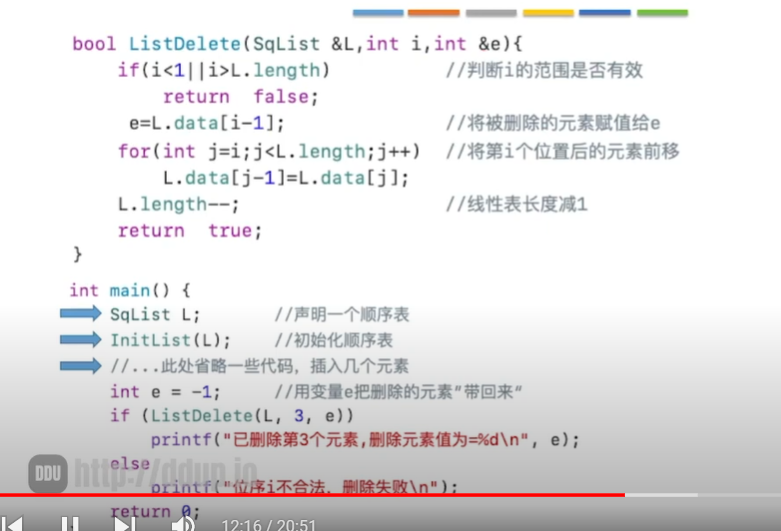 bool ListDelete(SqList &L,int i,int &e){
if(i<1||i>L.length) //判断i的范围是否有效
return false;
e=L.data[i-1]; //将被删除的元素赋值给e
for(int j=i;j<L.length;j++) //将第i个位置后的元素前移
L.data[j-1]=L.data[j];
L.length--; //线性表长度减1
return true;
}
int main() {
SqList L; //声明一个顺序表
InitList(L); //初始化顺序表
//...此处省略一些代码，插入几个元素
int e = -1; //用变量e把删除的元素"带回来"
if (ListDelete(L, 3, e))
printf("已删除第3个元素,删除元素值为=%d\n", e);
else
DDU http://ddup.io
printf("位序i不合法，删除失败\n");
return 0;
12:16 / 20:51